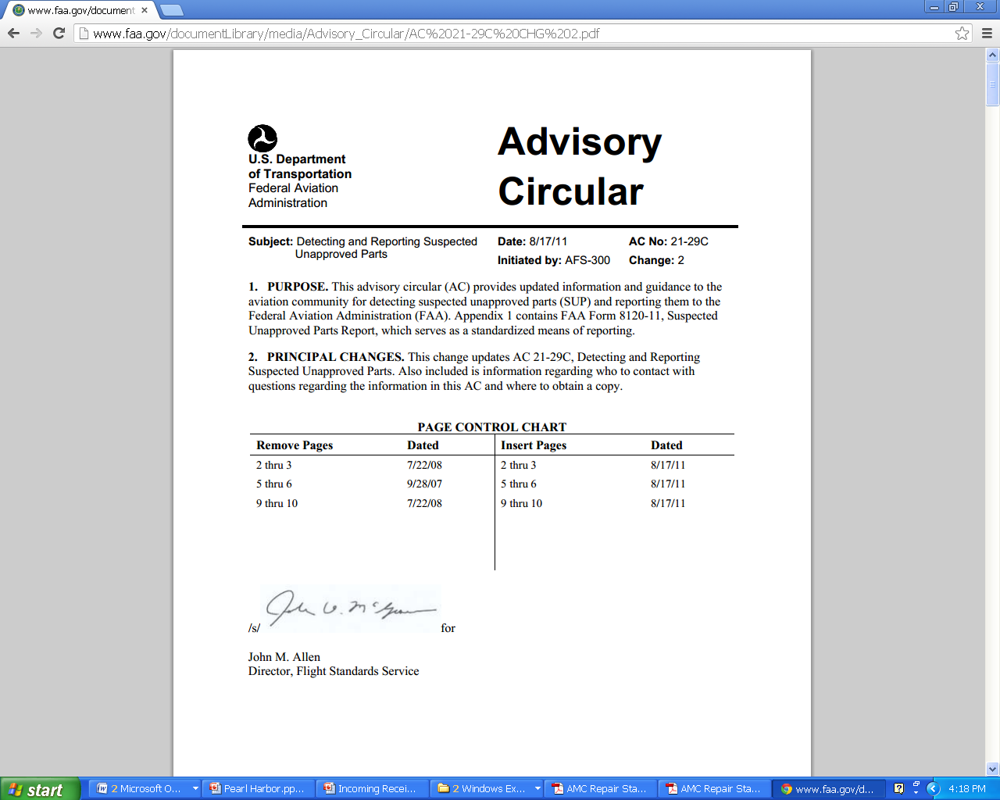 www.faa.gov/document
www.faa.gov/documentLibrary/media/Advisory_Circular/AC%2021-29C%20CHG%202.pdf
U.S. Department
of Transportation
Federal Aviation
Administration
Advisory
Circular
Subject: Detecting and Reporting Suspected
Unapproved Parts
Date: 8/17/11
Initiated by: AFS-300
AC No: 21-29C
Change: 2
1. PURPOSE. This advisory circular (AC) provides updated information and guidance to the
aviation community for detecting suspected unapproved parts (SUP) and reporting them to the
Federal Aviation Administration (FAA). Appendix 1 contains FAA Form 8120-11, Suspected
Unapproved Parts Report, which serves as a standardized means of reporting.
2. PRINCIPAL CHANGES. This change updates AC 21-29C, Detecting and Reporting
Suspected Unapproved Parts. Also included is information regarding who to contact with
questions regarding the information in this AC and where to obtain a copy.
PAGE CONTROL CHART
Remove Pages Dated Insert Pages Dated
2 thru 3 7/22/08 2 thru 3 8/17/11
5 thru 6 9/28/07 5 thru 6 8/17/11
9 thru 10 7/22/08 9 thru 10 8/17/11
/s/ John for
John M. Allen
Director, Flight Standards Service
start 2 Microsoft O... Pearl Harbor.pp... Incoming Recei... 2 Windows Ex... AMC Repair Sta... AMC Repair Sta... www.faa.gov/d... 4:18 PM